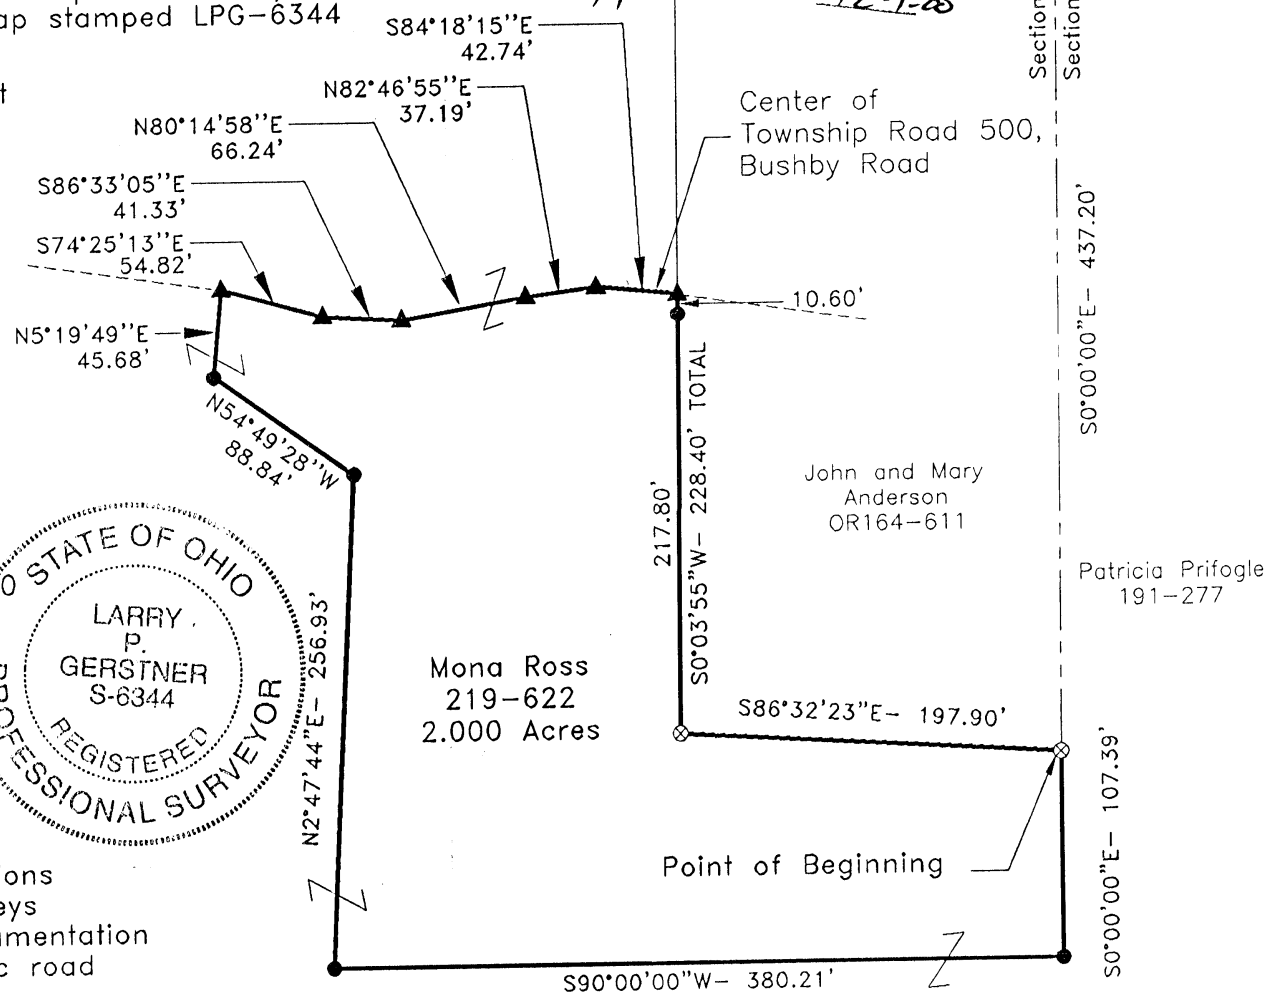 ap stamped LPG-6344
S84°18'15"E
42.74'
N82°46'55"E
37.19'
N80°14'58"E
66.24'
S86°33'05"E
41.33'
S74°25'13"E
54.82'
N5°19'49"E
45.68'
Center of
Township Road 500,
Bushby Road
Section
Section
S0°00'00"E- 437.20'
10.60'
N54°49'28"W
88.84'
217.80'
S0°03'55"W- 228.40' TOTAL
John and Mary
Anderson
OR164-611
Patricia Prifogle
191-277
STATE OF OHIO
LARRY
P.
GERSTNER
S-6344
REGISTERED
PROFESSIONAL SURVEYOR
N2°47'44"E- 256.93'
Mona Ross
219-622
2.000 Acres
S86°32'23"E- 197.90'
Point of Beginning
S0°00'00"E- 107.39'
S90°00'00"W- 380.21'
ons
eys
mentation
c road